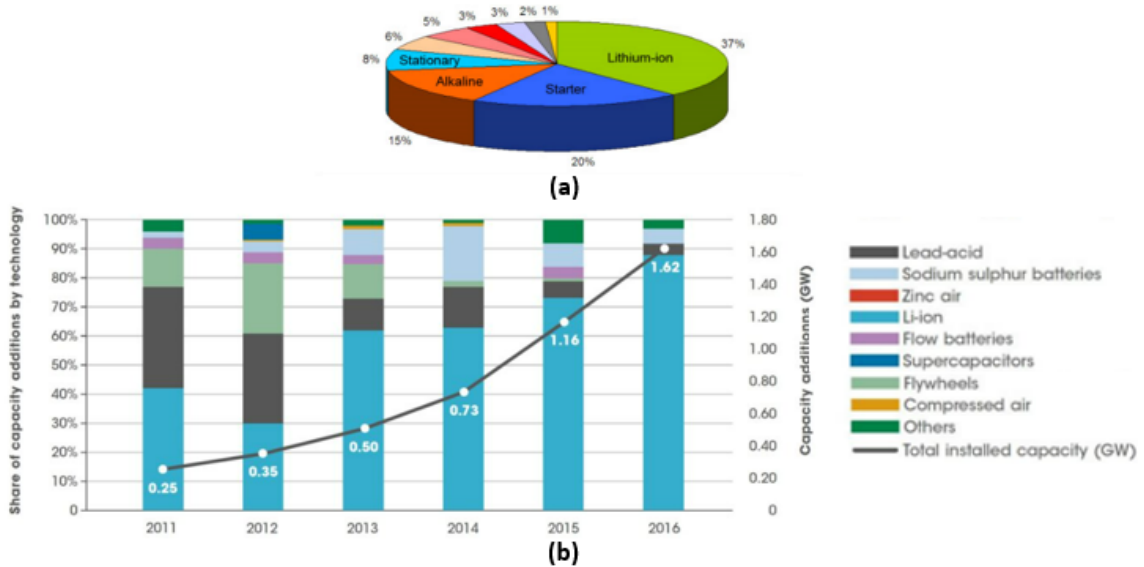 2% 1%
3%
3%
5%
6%
37%
8%
Stationary
Lithium-ion
Alkaline
Starter
15%
20%
(a)
Share of capacity additions by technology
100%
90%
80%
70%
60%
50%
40%
30%
20%
10%
0
0.25
0.35
0.50
0.73
1.16
1.62
2011
2012
2013
2014
2015
2016
1.80
1.60
1.40
1.20
1.00
0.80
0.60
0.40
0.20
0
Capacity additionns (GW)
Lead-acid
Sodium sulphur batteries
Zinc air
Li-ion
Flow batteries
Supercapacitors
Flywheels
Compressed air
Others
Total installed capacity (GW)
(b)